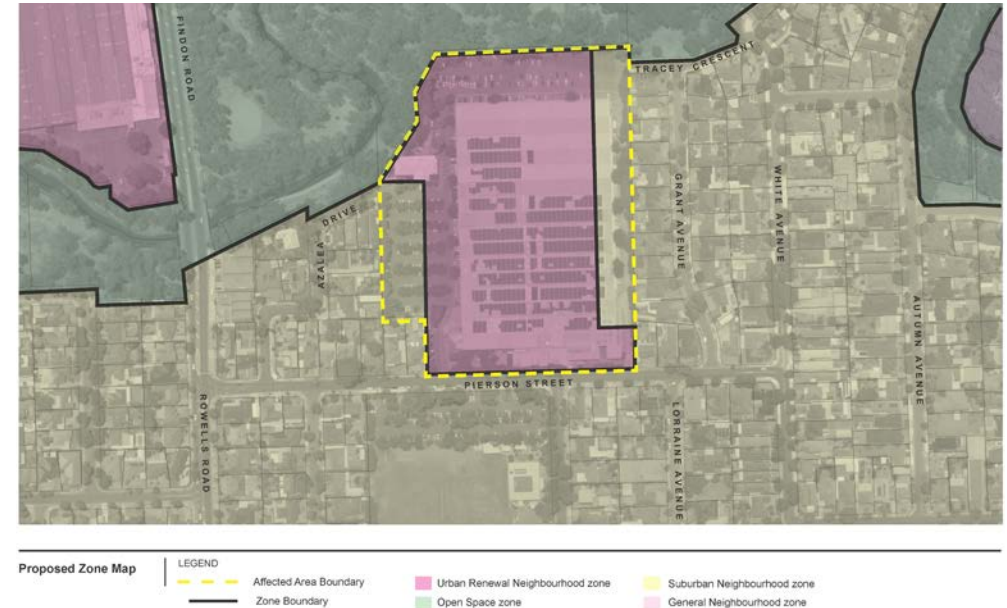 FINDON ROAD
TRACEY CRESCENT
GRANT AVENUE
WHITE AVENUE
AZALEA
DRIVE
AUTUMN AVENUE
PIERSON STREET
ROWELLS ROAD
LORRAINE AVENUE
Proposed Zone Map
LEGEND
Affected Area Boundary
Urban Renewal Neighbourhood zone
Suburban Neighbourhood zone
Zone Boundary
Open Space zone
General Neighbourhood zone